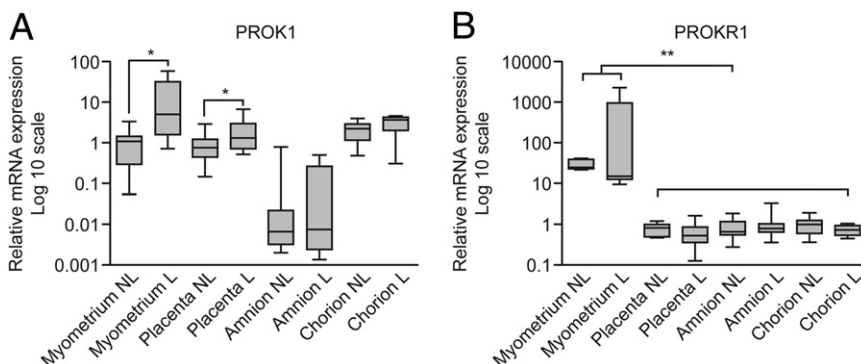 A
PROK1
Relative mRNA expression
Log 10 scale
100
10
1
0.1
0.01
0.001
*
*
Myometrium NL
Myometrium L
Placenta NL
Placenta L
Amnion NL
Amnion L
Chorion NL
Chorion L
B
PROKR1
Relative mRNA expression
Log 10 scale
10000
1000
100
10
1
0.1
**
Myometrium NL
Myometrium L
Placenta NL
Placenta L
Amnion NL
Amnion L
Chorion NL
Chorion L